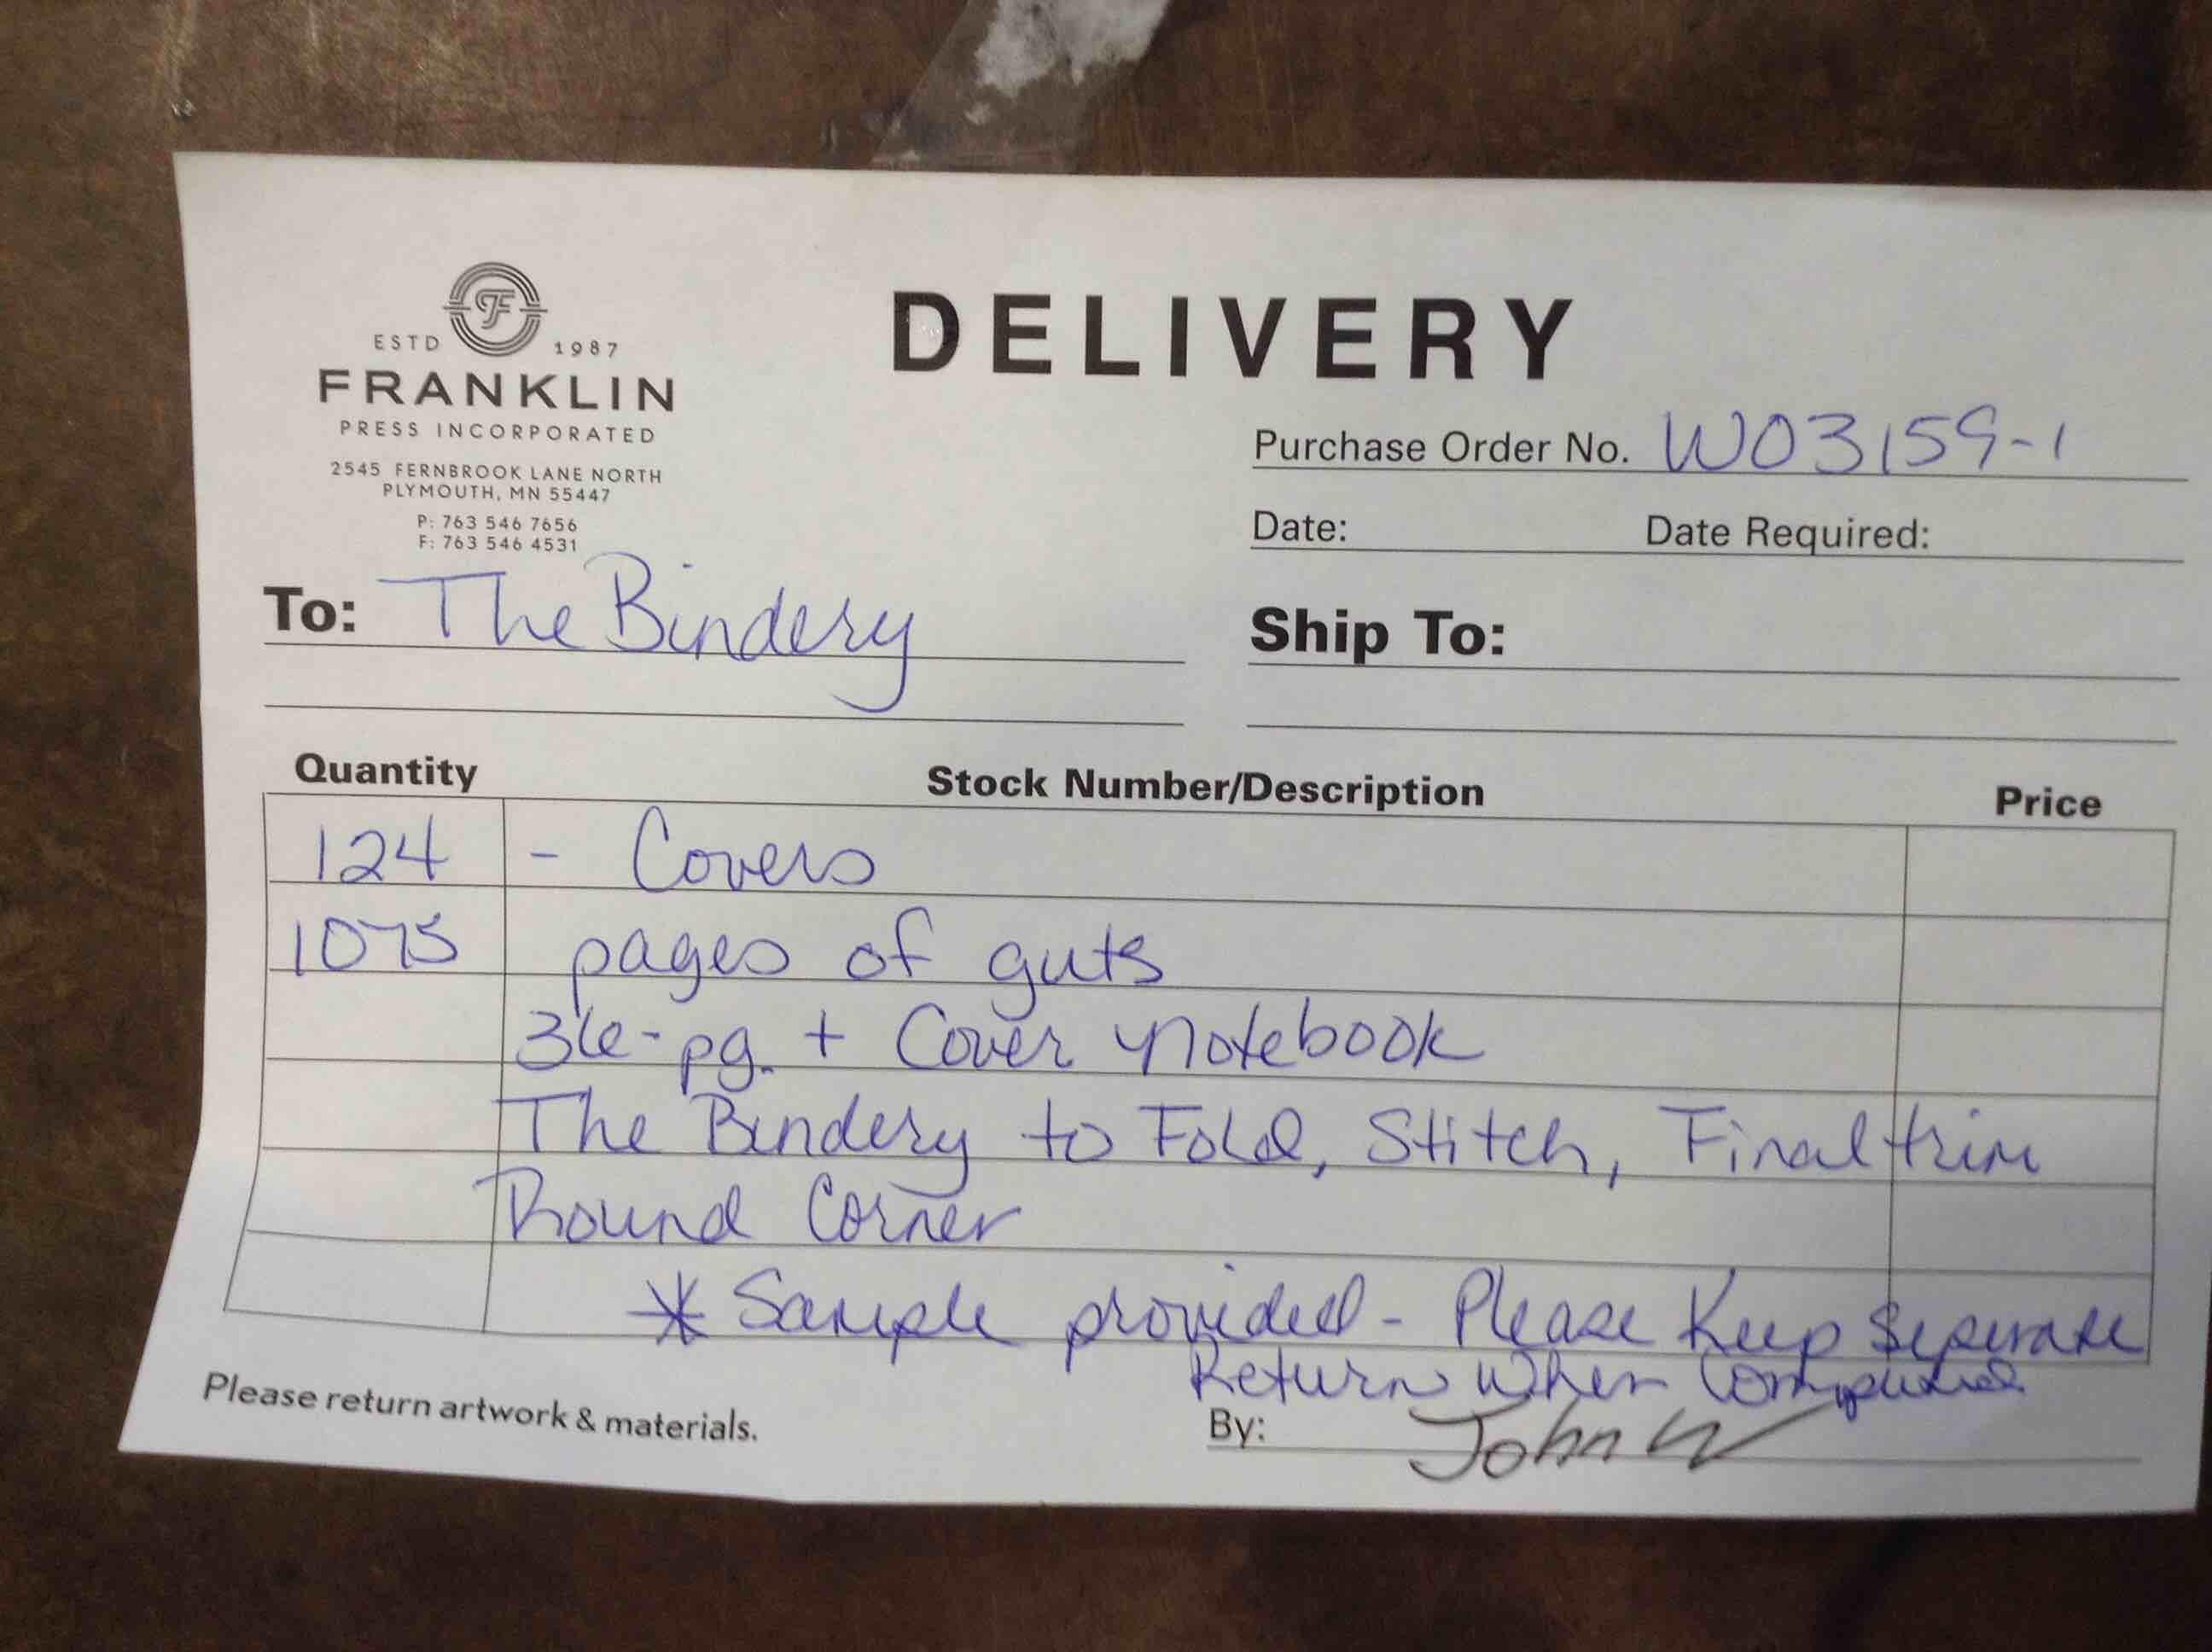 ESTD 1987
FRANKLIN
PRESS INCORPORATED
2545 FERNBROOK LANE NORTH
PLYMOUTH, MN 55447
P: 763 546 7656
F: 763 546 4531
DELIVERY
Purchase Order No. W03159-1
Date: Date Required:
To: The Bindery
Ship To:
Quantity Stock Number/Description Price
124 - Covers
1075 pages of guts
36-pg. + Cover notebook
The Bindery to Fold, Stitch, Final trim
Round Corner
* Sample provided - Please Keep Seperate
Return when Completed
Please return artwork & materials.
By: John W